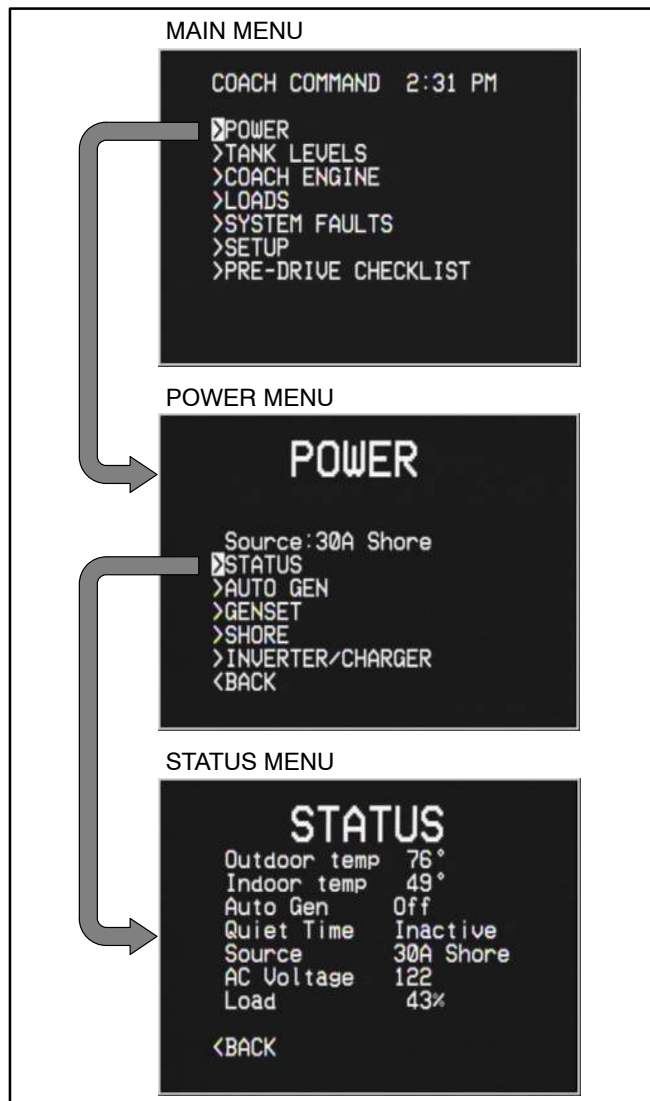 MAIN MENU
COACH COMMAND 2:31 PM
>POWER
>TANK LEVELS
>COACH ENGINE
>LOADS
>SYSTEM FAULTS
>SETUP
>PRE-DRIVE CHECKLIST
POWER MENU
POWER
Source:30A Shore
>STATUS
>AUTO GEN
>GENSET
>SHORE
>INVERTER/CHARGER
<BACK
STATUS MENU
STATUS
Outdoor temp 76°
Indoor temp 49°
Auto Gen Off
Quiet Time Inactive
Source 30A Shore
AC Voltage 122
Load 43%
<BACK